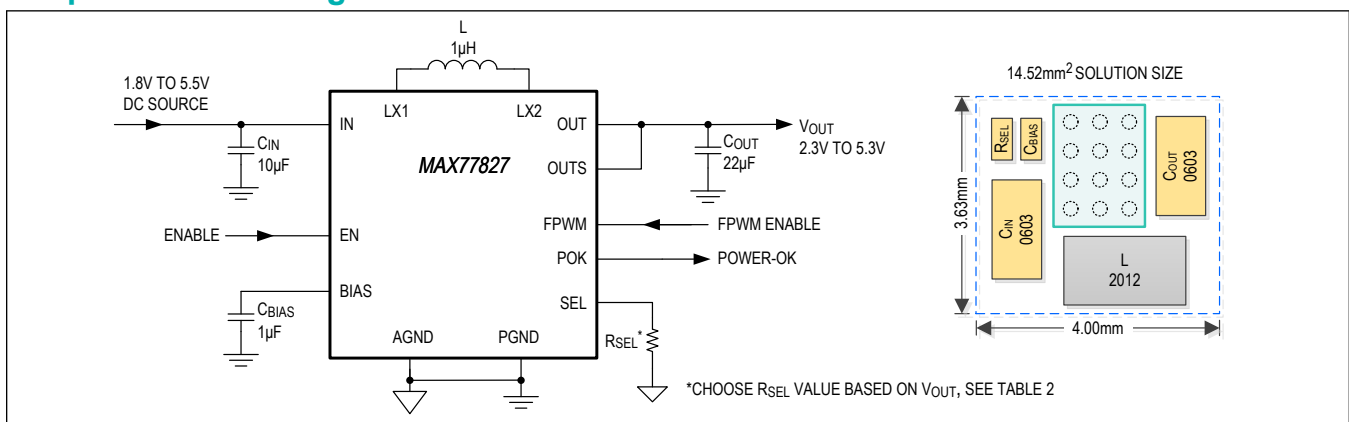 L
1µH
1.8V TO 5.5V
DC SOURCE
LX1
LX2
IN
OUT
CIN
10µF
MAX77827
OUTS
COUT
22µF
VOUT
2.3V TO 5.3V
ENABLE
EN
FPWM
FPWM ENABLE
POK
POWER-OK
BIAS
SEL
CBIAS
1µF
AGND
PGND
RSEL*
*CHOOSE RSEL VALUE BASED ON VOUT, SEE TABLE 2
14.52mm² SOLUTION SIZE
RSEL
CBIAS
COUT
0603
CIN
0603
L
2012
3.63mm
4.00mm